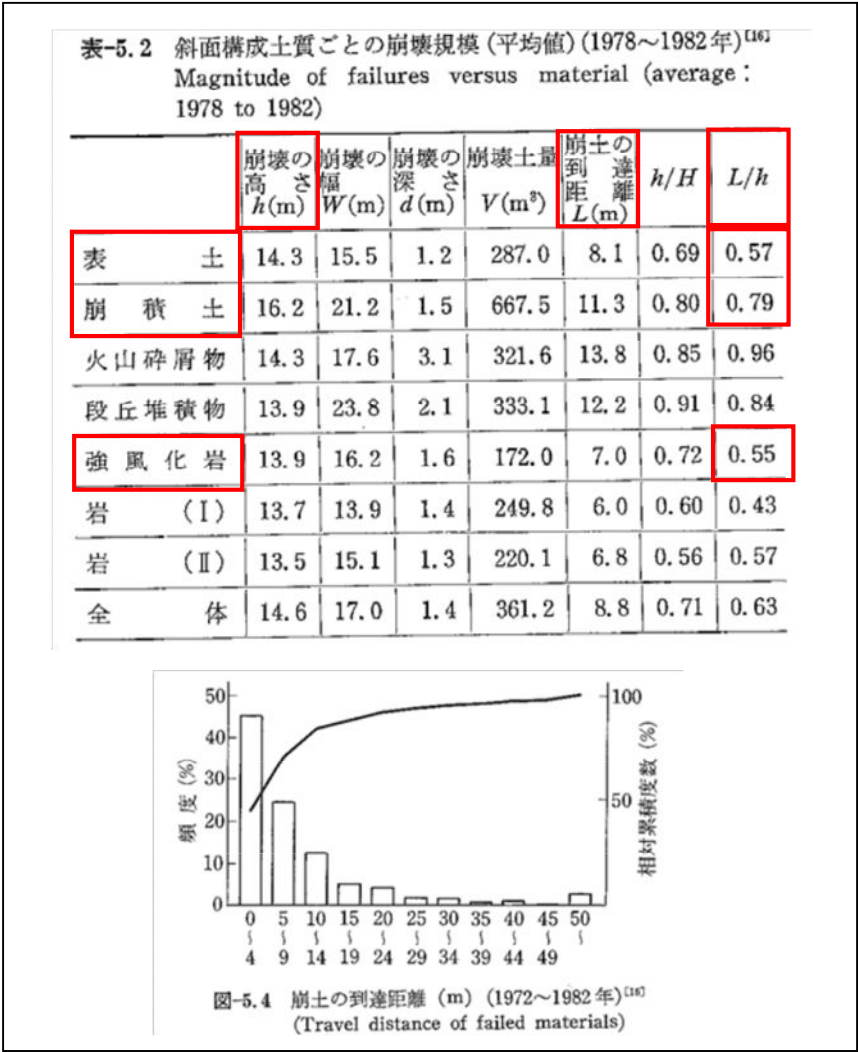 表-5.2 斜面構成土質ごとの崩壊規模(平均値)(1978～1982年)[16]
Magnitude of failures versus material (average:
1978 to 1982)
崩壊の高さ h(m) 崩壊の幅 W(m) 崩壊の深さ d(m) 崩壊土量 V(m³) 崩土の到達距離 L(m) h/H L/h
表土 14.3 15.5 1.2 287.0 8.1 0.69 0.57
崩積土 16.2 21.2 1.5 667.5 11.3 0.80 0.79
火山砕屑物 14.3 17.6 3.1 321.6 13.8 0.85 0.96
段丘堆積物 13.9 23.8 2.1 333.1 12.2 0.91 0.84
強風化岩 13.9 16.2 1.6 172.0 7.0 0.72 0.55
岩(I) 13.7 13.9 1.4 249.8 6.0 0.60 0.43
岩(II) 13.5 15.1 1.3 220.1 6.8 0.56 0.57
全体 14.6 17.0 1.4 361.2 8.8 0.71 0.63
頻度(%)
50
40
30
20
10
0
100
50
相対累積度数(%)
0 5 10 15 20 25 30 35 40 45 50~
~ ~ ~ ~ ~ ~ ~ ~ ~ ~
4 9 14 19 24 29 34 39 44 49
図-5.4 崩土の到達距離(m)(1972～1982年)[16]
(Travel distance of failed materials)